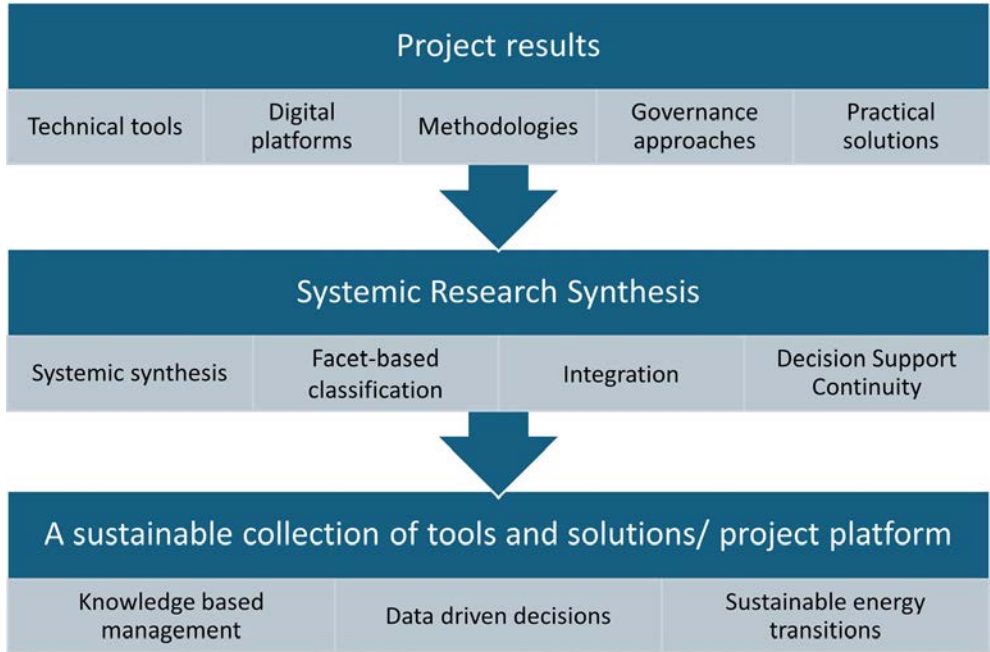 Project results
Technical tools
Digital
platforms
Methodologies
Governance
approaches
Practical
solutions
Systemic Research Synthesis
Systemic synthesis
Facet-based
classification
Integration
Decision Support
Continuity
A sustainable collection of tools and solutions/ project platform
Knowledge based
management
Data driven decisions
Sustainable energy
transitions